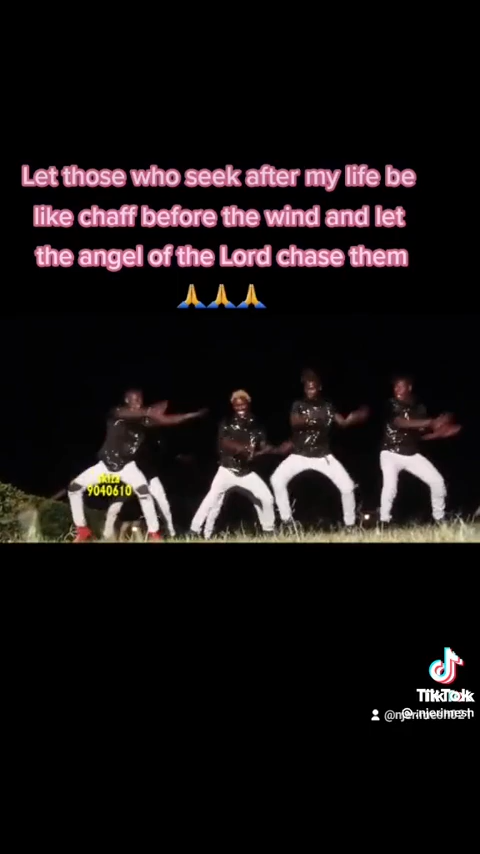 Let those who seek after my life be
like chaff before the wind and let
the angel of the Lord chase them
🙏🙏🙏
9040610
TikTok